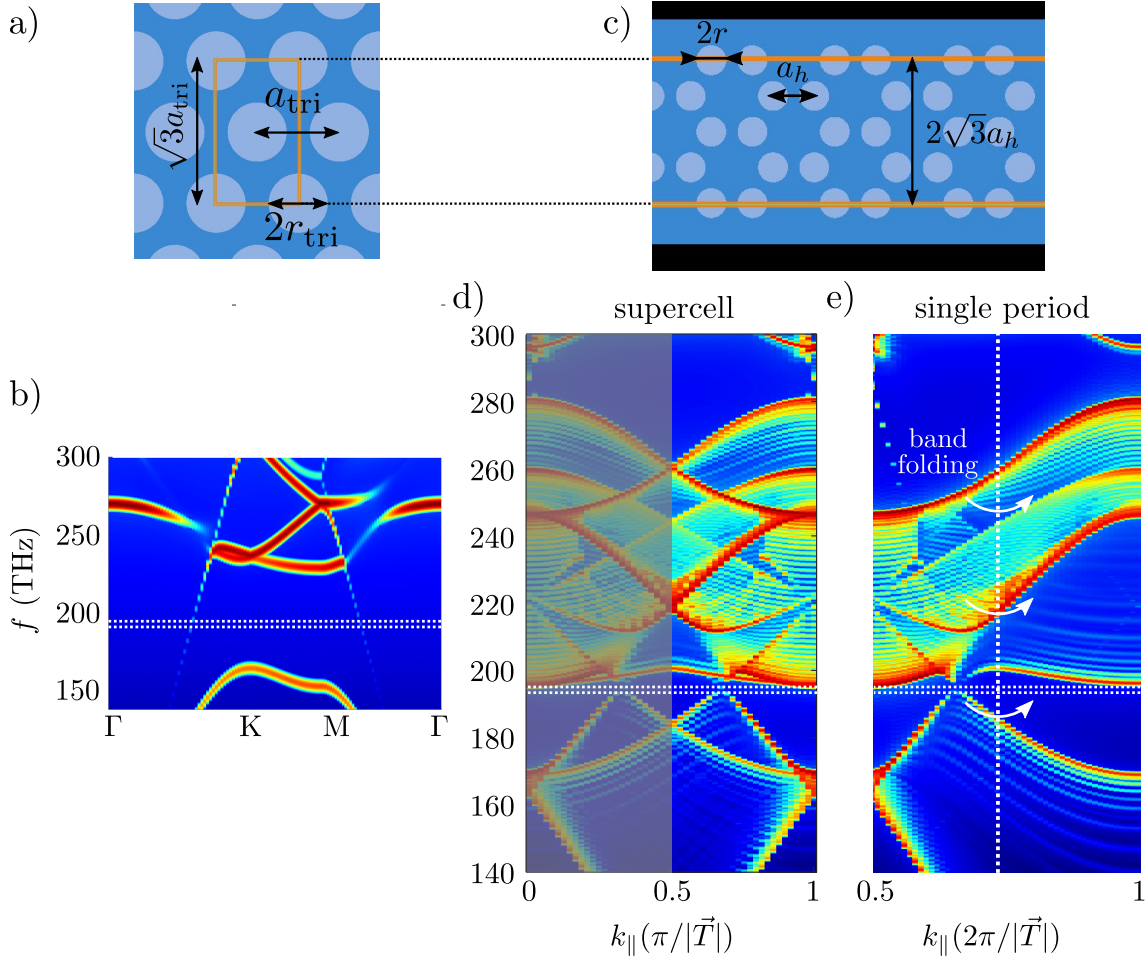 a)
√3a_tri
a_tri
2r_tri
c)
2r
a_h
2√3a_h
b)
f (THz)
300
250
200
150
Γ K M Γ
d)
supercell
300
280
260
240
220
200
180
160
140
0 0.5 1
k_∥(π/|T⃗|)
e)
single period
band
folding
0.5 1
k_∥(2π/|T⃗|)